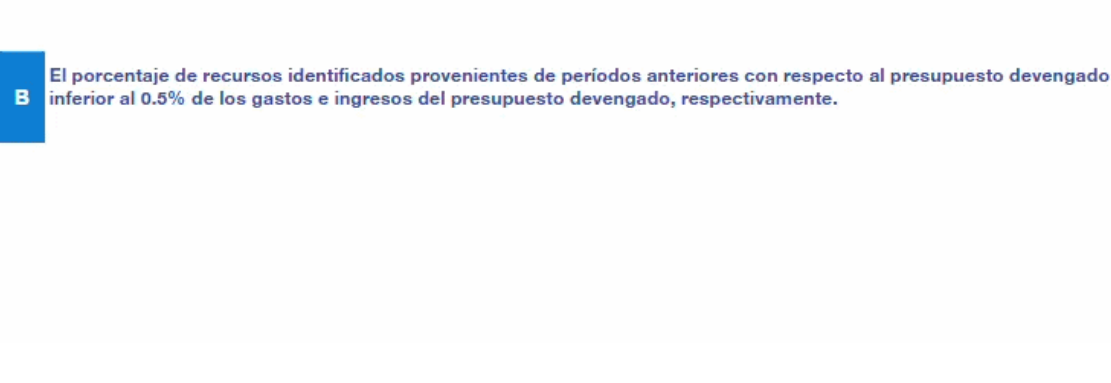 El porcentaje de recursos identificados provenientes de períodos anteriores con respecto al presupuesto devengado
B inferior al 0.5% de los gastos e ingresos del presupuesto devengado, respectivamente.